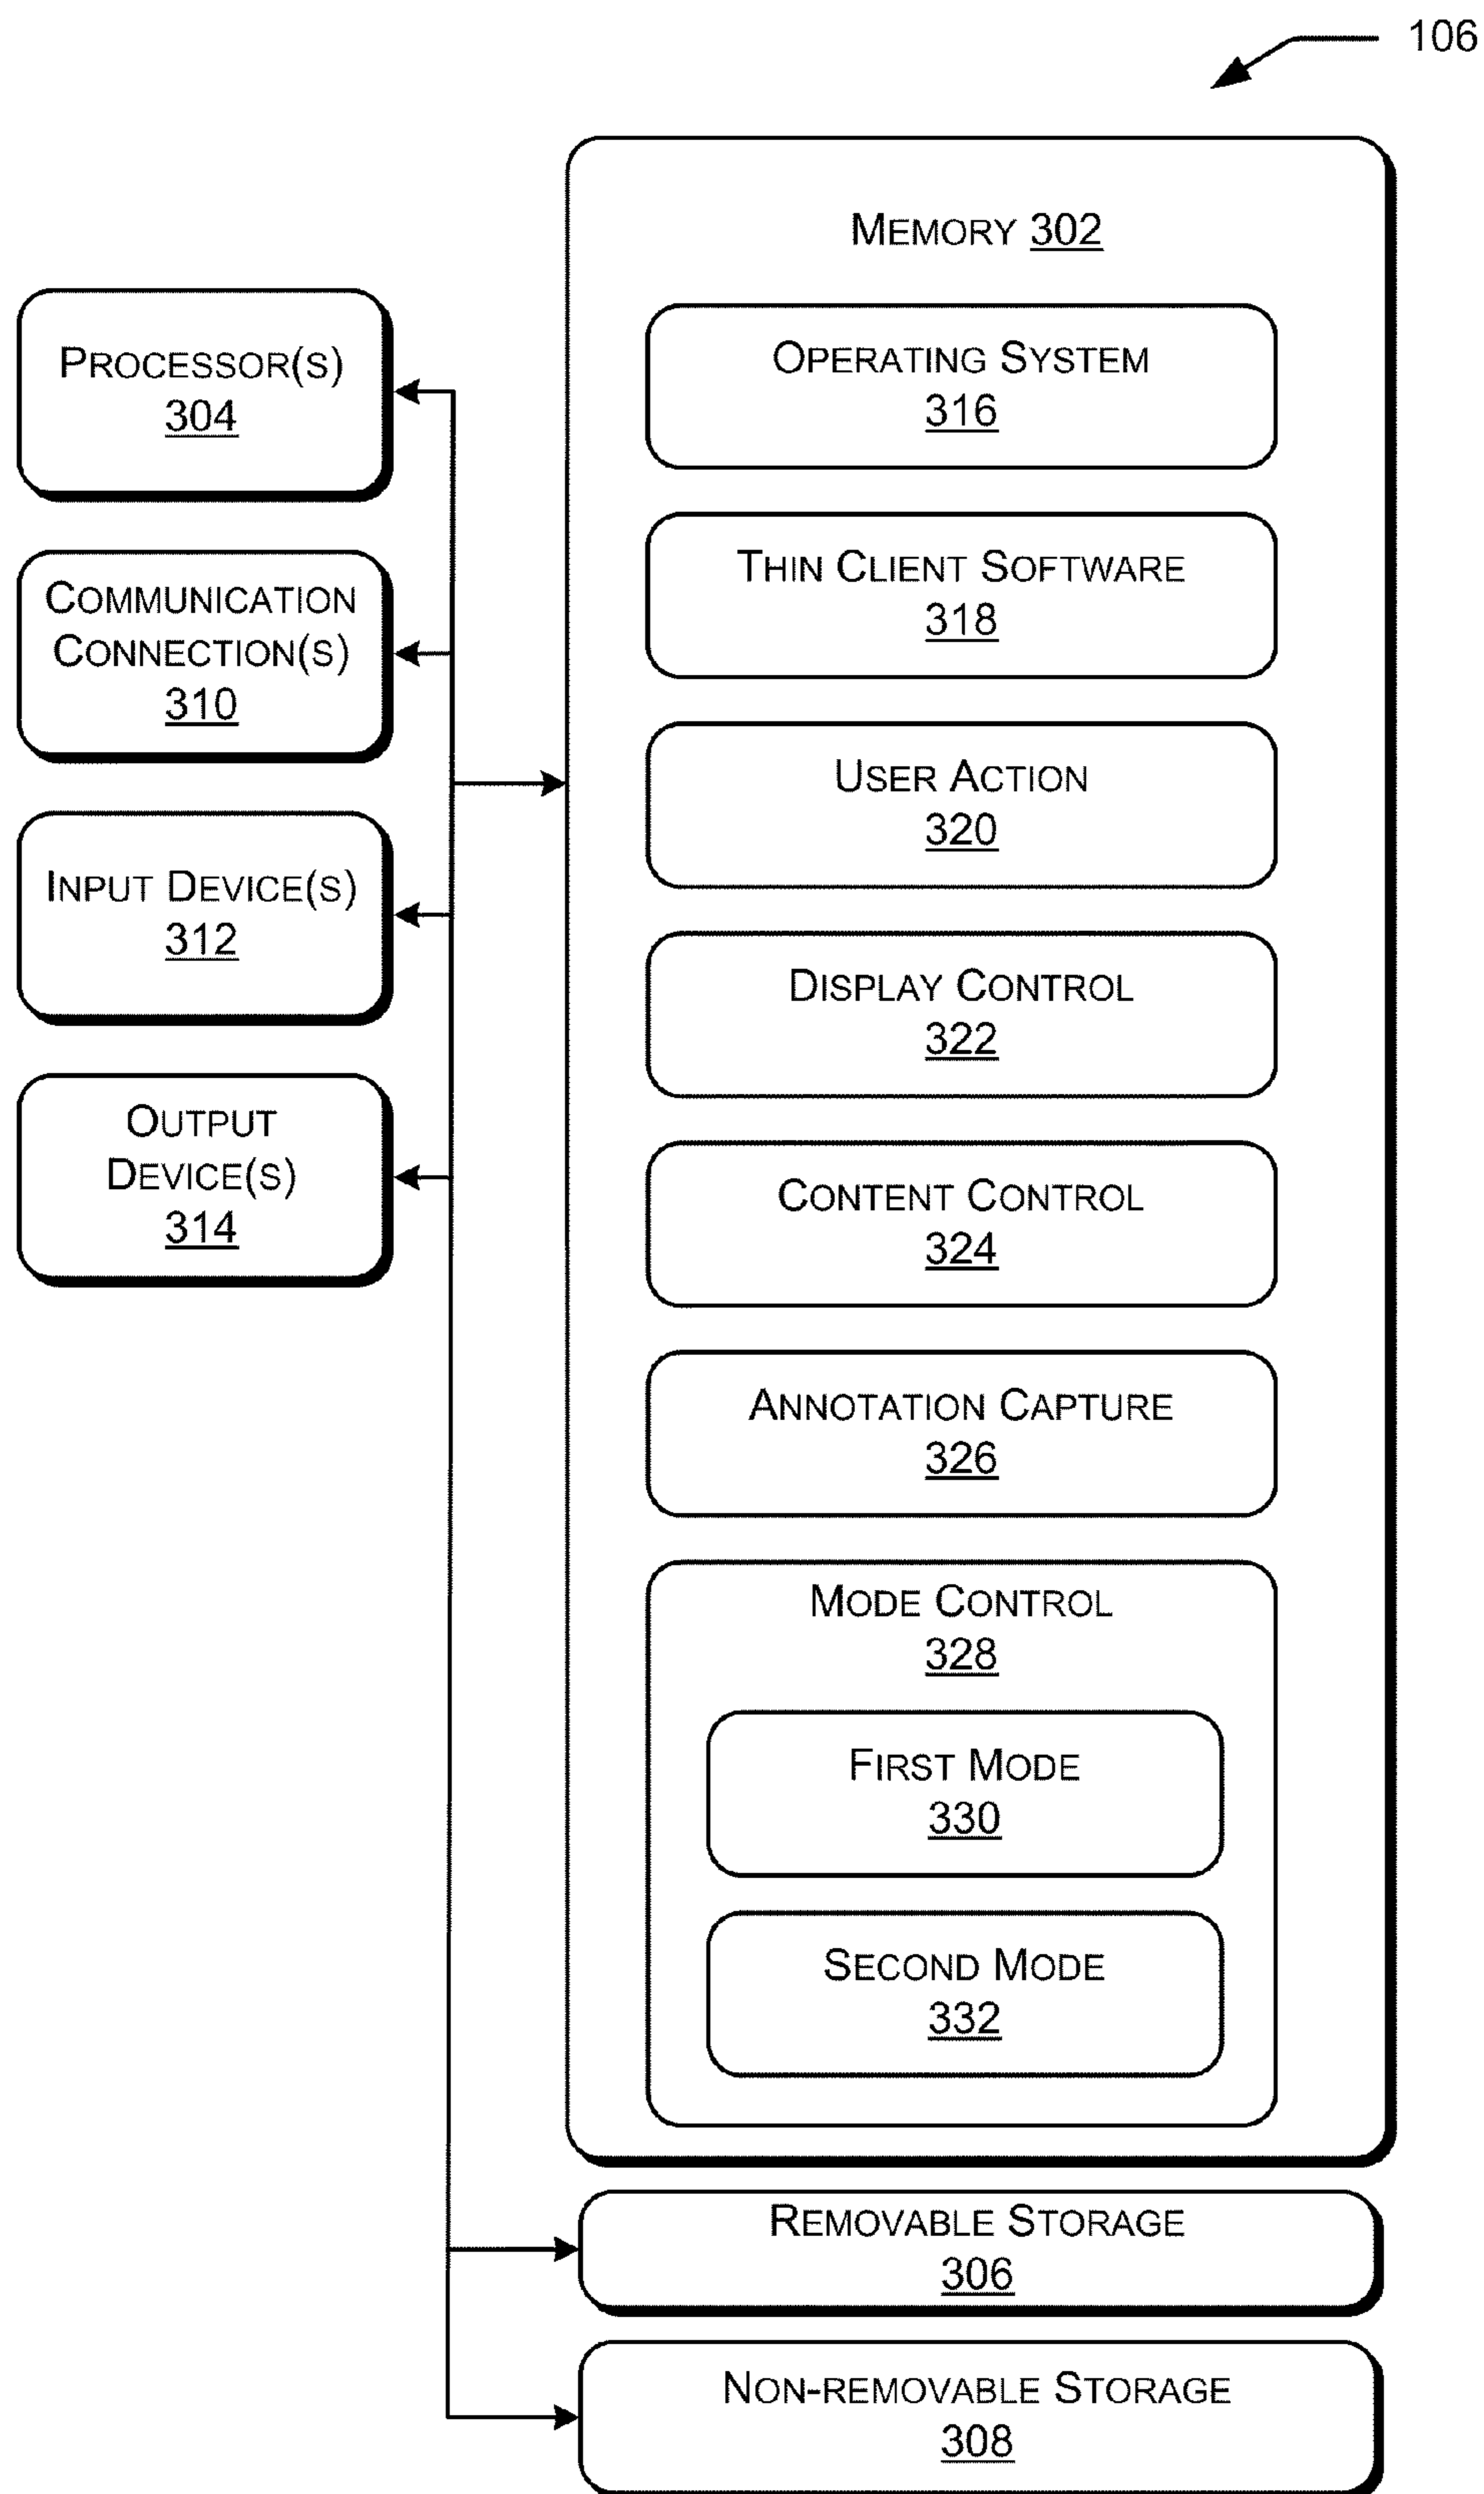 106
MEMORY 302
PROCESSOR(S)
304
COMMUNICATION
CONNECTION(S)
310
INPUT DEVICE(S)
312
OUTPUT
DEVICE(S)
314
OPERATING SYSTEM
316
THIN CLIENT SOFTWARE
318
USER ACTION
320
DISPLAY CONTROL
322
CONTENT CONTROL
324
ANNOTATION CAPTURE
326
MODE CONTROL
328
FIRST MODE
330
SECOND MODE
332
REMOVABLE STORAGE
306
NON-REMOVABLE STORAGE
308